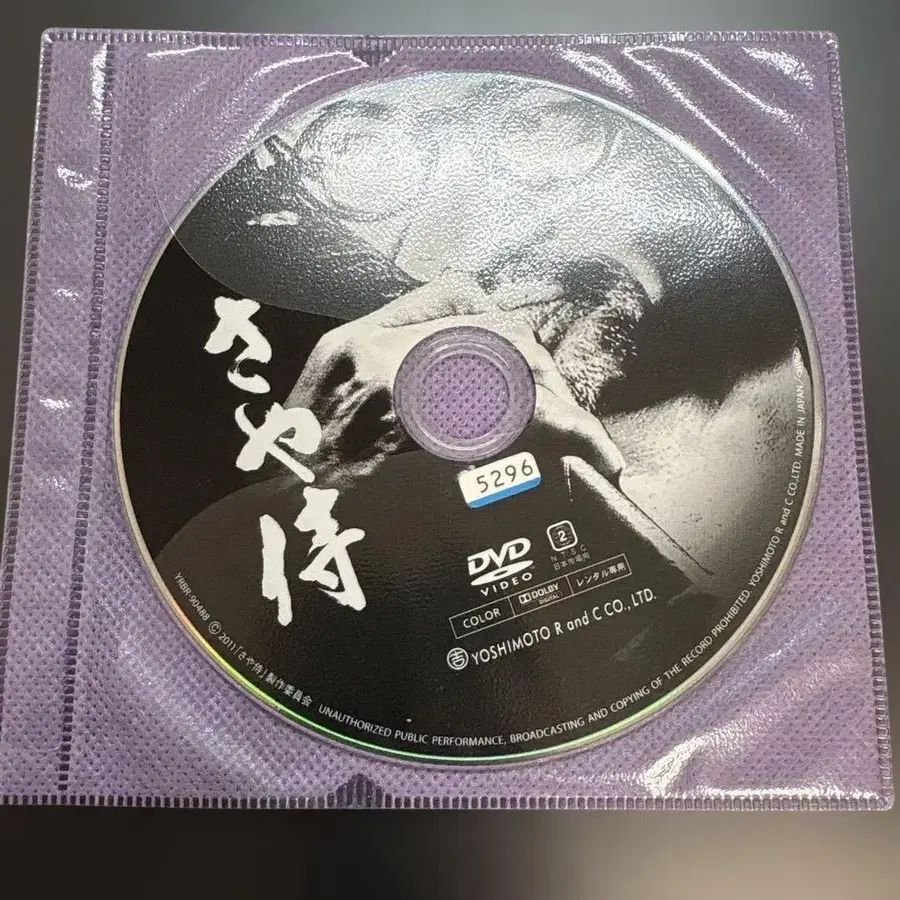 さや侍
5296
DVD
VIDEO
2
NTSC
日本市場向
COLOR
DOLBY
DIGITAL
レンタル専用
吉 YOSHIMOTO R and C CO.,LTD.
YRBR-90488 © 2011「さや侍」製作委員会 UNAUTHORIZED PUBLIC PERFORMANCE, BROADCASTING AND COPYING OF THE RECORD PROHIBITED. YOSHIMOTO R and C CO.,LTD. MADE IN JAPAN